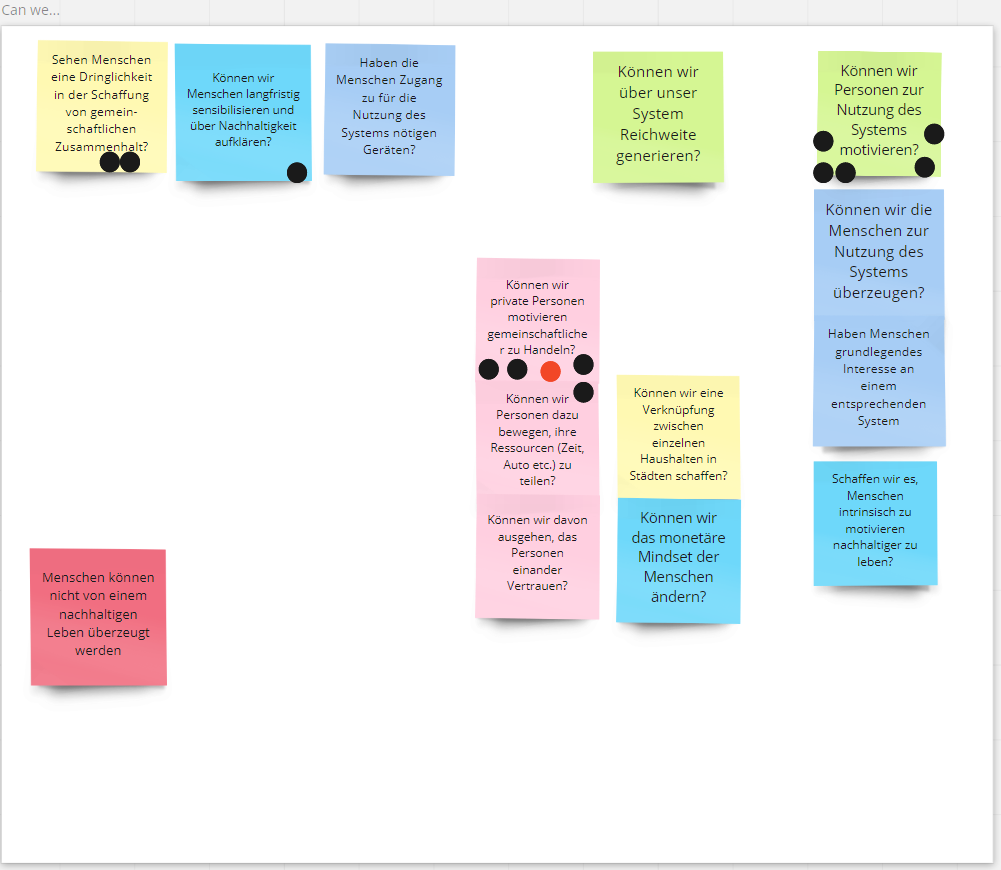 Can we...
Sehen Menschen
eine Dringlichkeit
in der Schaffung
von gemein-
schaftlichen
Zusammenhalt?
Können wir
Menschen langfristig
sensibilisieren und
über Nachhaltigkeit
aufklären?
Haben die
Menschen Zugang
zu für die
Nutzung des
Systems nötigen
Geräten?
Können wir
über unser
System
Reichweite
generieren?
Können wir
Personen zur
Nutzung des
Systems
motivieren?
Können wir die
Menschen zur
Nutzung des
Systems
überzeugen?
Haben Menschen
grundlegendes
Interesse an
einem
entsprechenden
System
Schaffen wir es,
Menschen
intrinsisch zu
motivieren
nachhaltiger zu
leben?
Können wir
private Personen
motivieren
gemeinschaftliche
r zu Handeln?
Können wir
Personen dazu
bewegen, ihre
Ressourcen (Zeit,
Auto etc.) zu
teilen?
Können wir davon
ausgehen, das
Personen
einander
Vertrauen?
Können wir eine
Verknüpfung
zwischen
einzelnen
Haushalten in
Städten schaffen?
Können wir
das monetäre
Mindset der
Menschen
ändern?
Menschen können
nicht von einem
nachhaltigen
Leben überzeugt
werden